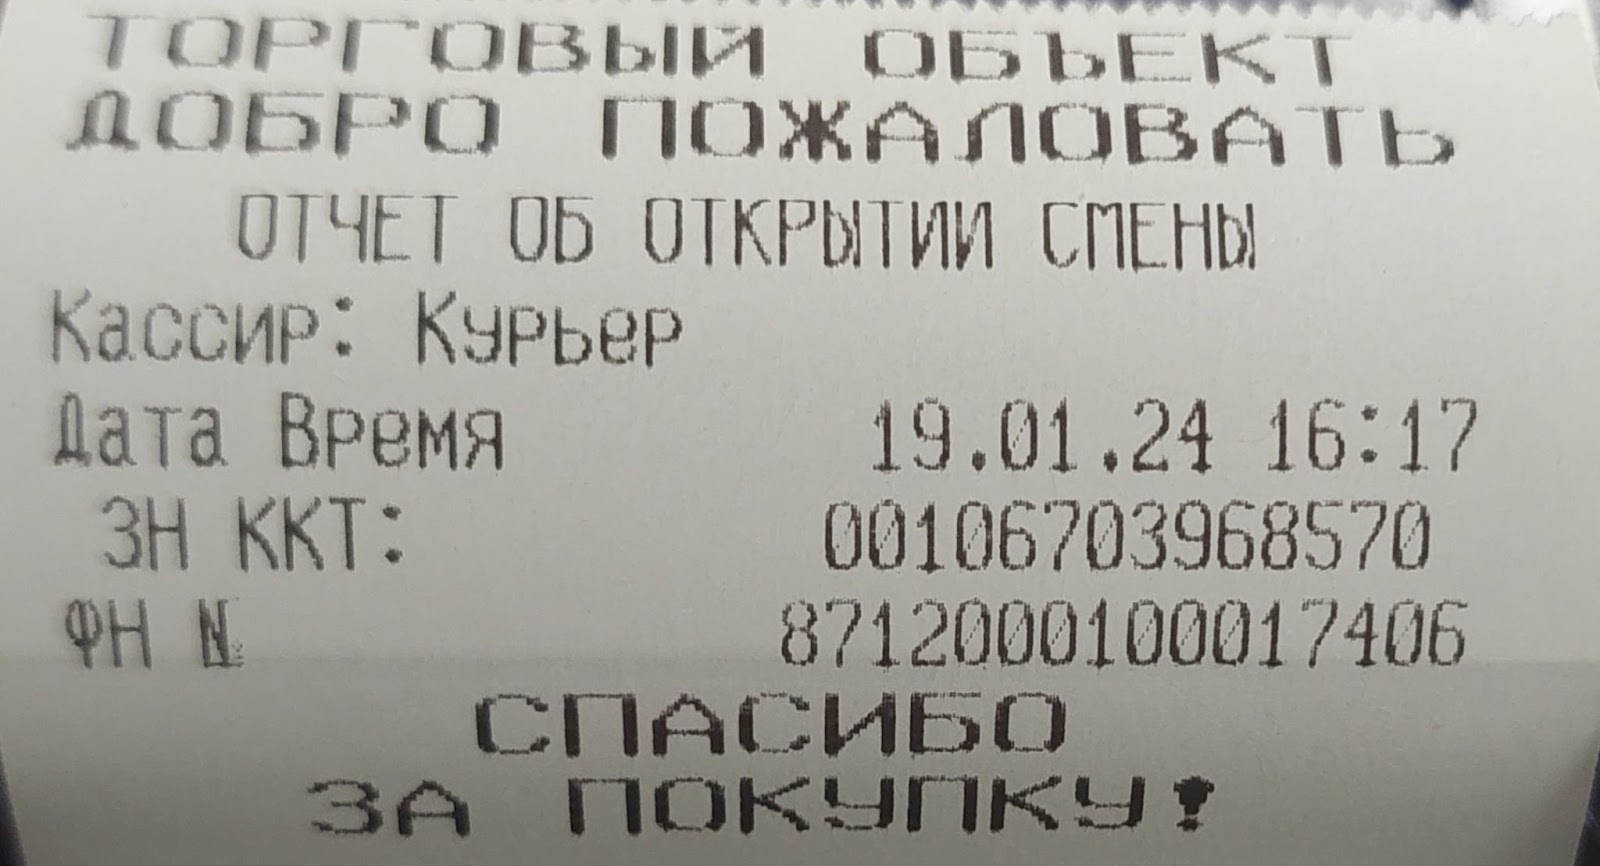 ТОРГОВЫЙ ОБЪЕКТ
ДОБРО ПОЖАЛОВАТЬ
ОТЧЕТ ОБ ОТКРЫТИИ СМЕНЫ
Кассир: Курьер
Дата Время 19.01.24 16:17
ЗН ККТ: 00106703968570
ФН № 8712000100017406
СПАСИБО
ЗА ПОКУПКУ!